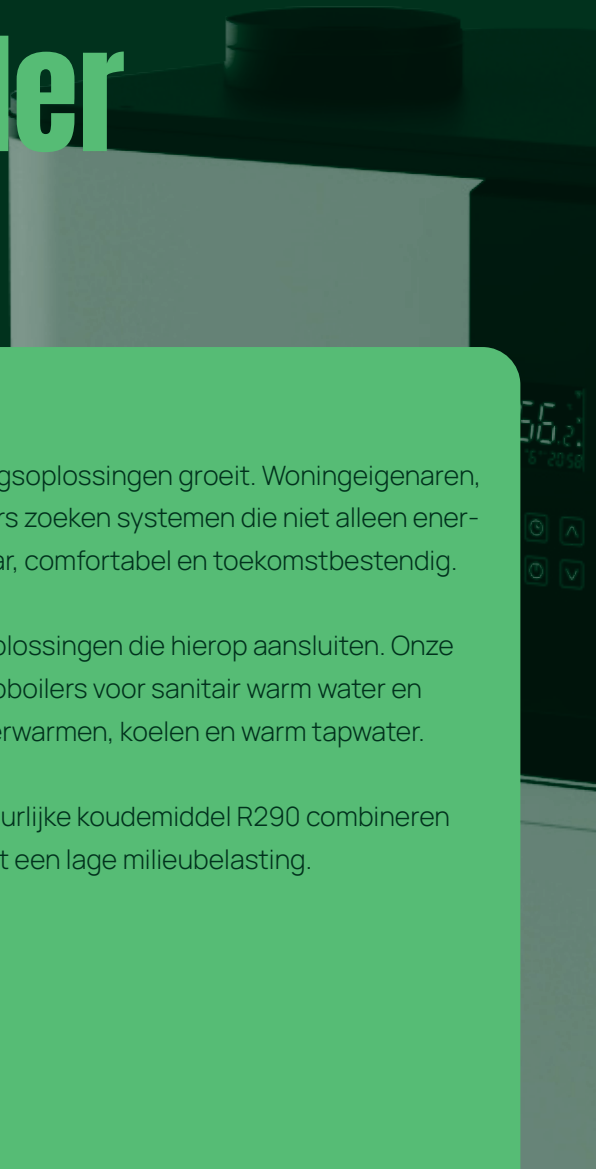 ler
gsoplossingen groeit. Woningeigenaren,
rs zoeken systemen die niet alleen ener-
ar, comfortabel en toekomstbestendig.
plossingen die hierop aansluiten. Onze
pboilers voor sanitair warm water en
erwarmen, koelen en warm tapwater.
urlijke koudemiddel R290 combineren
t een lage milieubelasting.